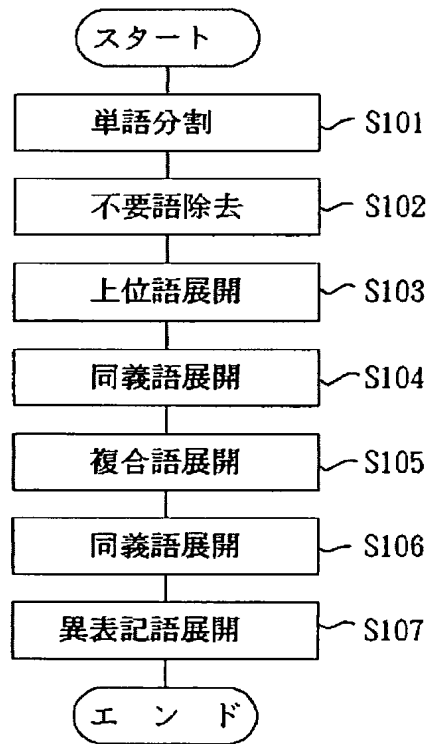 スタート
単語分割 S101
不要語除去 S102
上位語展開 S103
同義語展開 S104
複合語展開 S105
同義語展開 S106
異表記語展開 S107
エンド